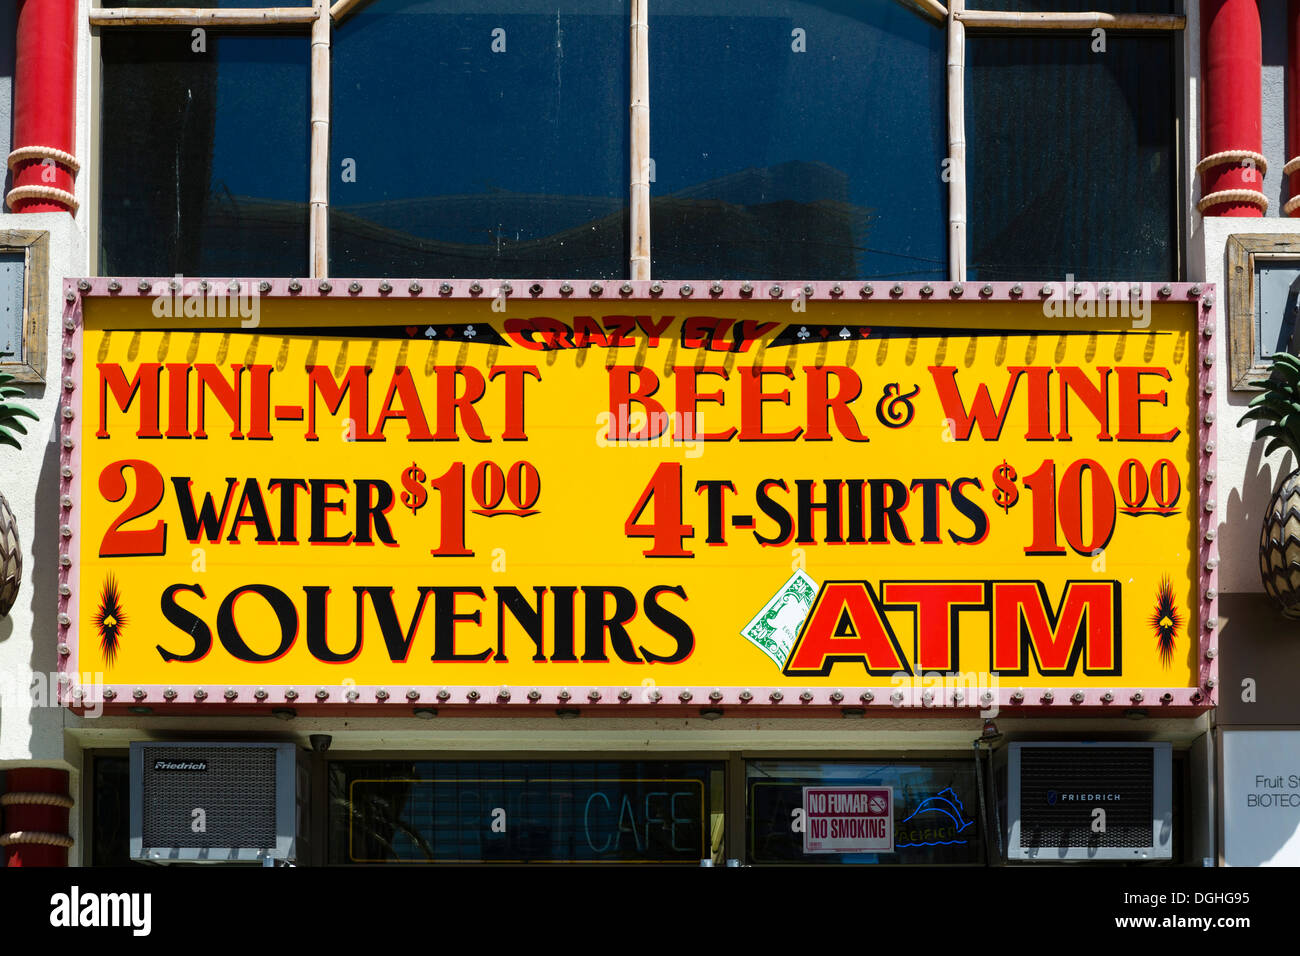 CRAZY ELY
MINI-MART BEER & WINE
2 WATER $1.00 4 T-SHIRTS $10.00
SOUVENIRS ATM
Friedrich
FRIEDRICH
CAFE
NO FUMAR
NO SMOKING
PACIFICO
Fruit St
BIOTEC
a
alamy
Image ID: DGHG95
www.alamy.com